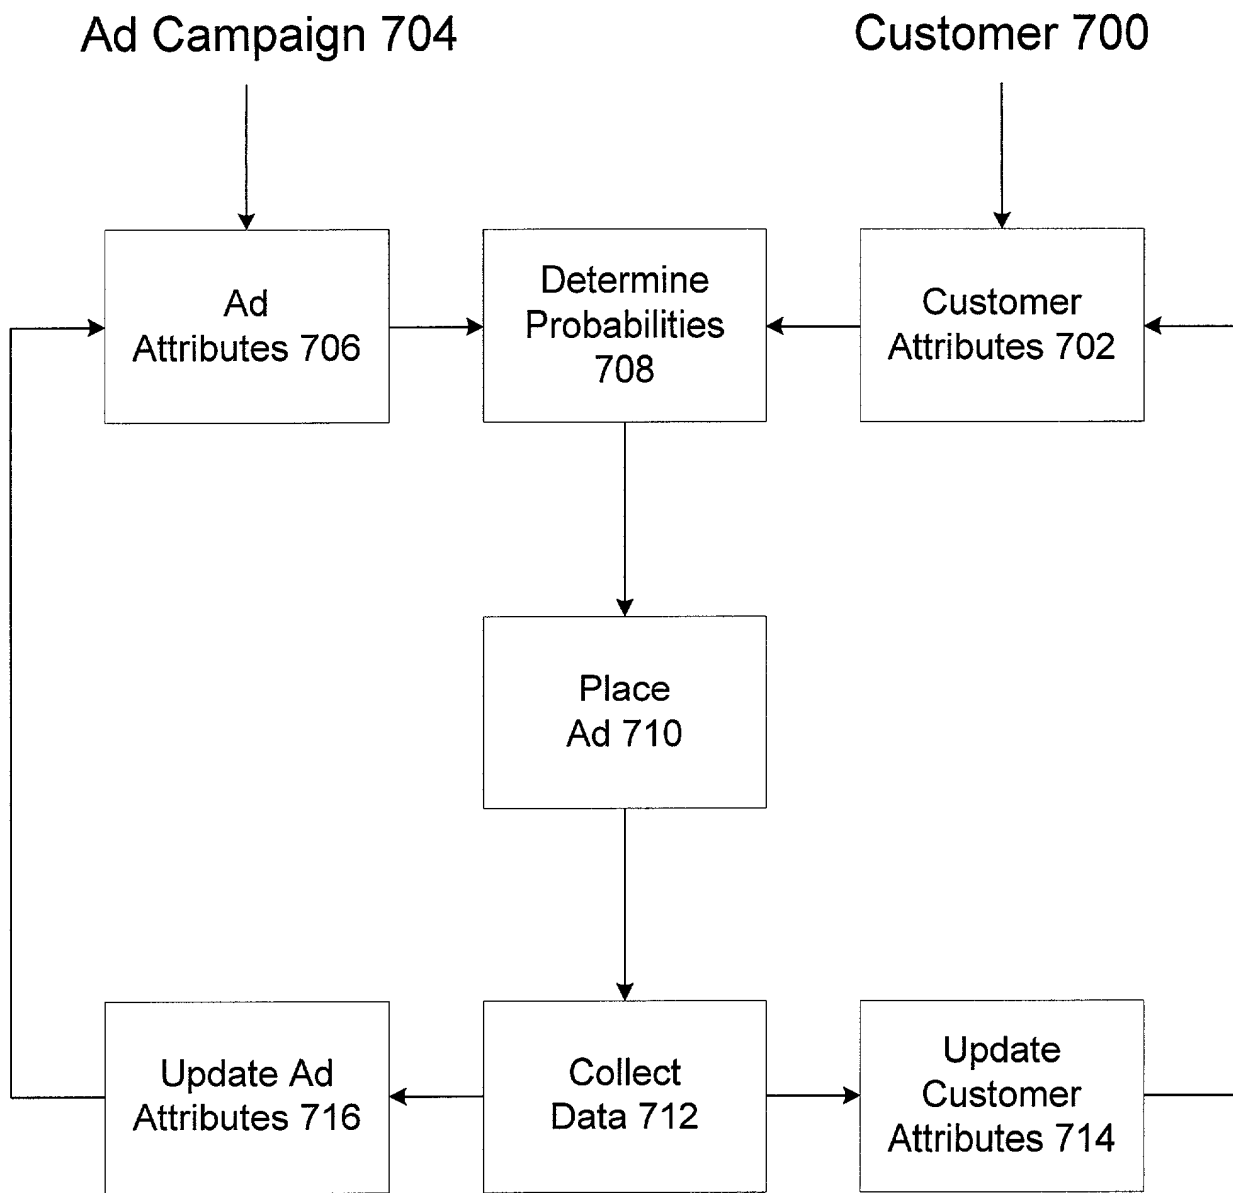 Ad Campaign 704
Customer 700
Ad
Attributes 706
Determine
Probabilities
708
Customer
Attributes 702
Place
Ad 710
Update Ad
Attributes 716
Collect
Data 712
Update
Customer
Attributes 714